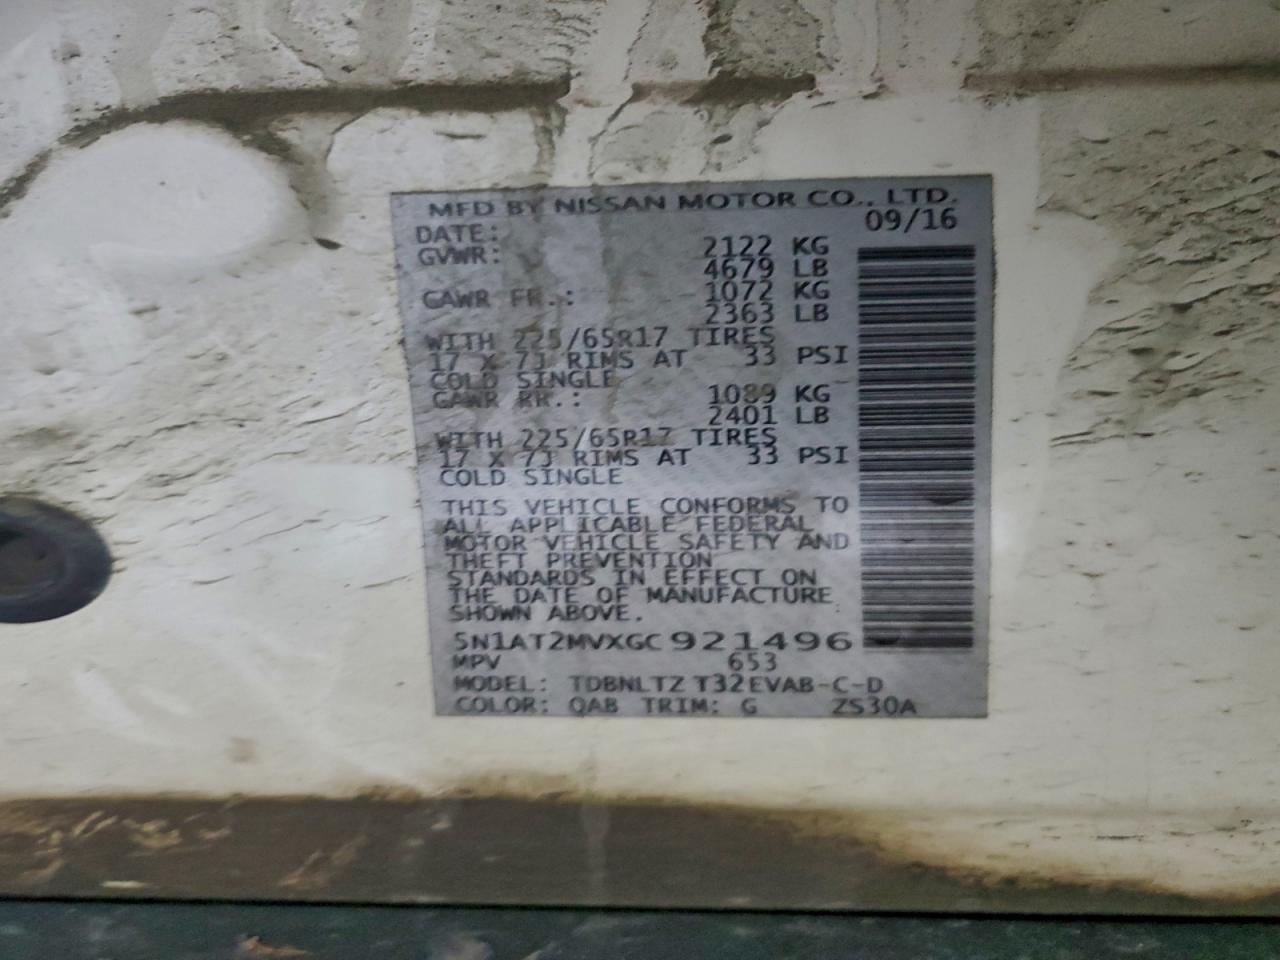 MFD BY NISSAN MOTOR CO., LTD.
DATE: 09/16
GVWR: 2122 KG
4679 LB
GAWR FR.: 1072 KG
2363 LB
WITH 225/65R17 TIRES
17 X 7J RIMS AT 33 PSI
COLD SINGLE
GAWR RR.: 1089 KG
2401 LB
WITH 225/65R17 TIRES
17 X 7J RIMS AT 33 PSI
COLD SINGLE
THIS VEHICLE CONFORMS TO
ALL APPLICABLE FEDERAL
MOTOR VEHICLE SAFETY AND
THEFT PREVENTION
STANDARDS IN EFFECT ON
THE DATE OF MANUFACTURE
SHOWN ABOVE.
5N1AT2MVXGC921496
MPV 653
MODEL: TDBNLTZ T32EVAB-C-D
COLOR: QAB TRIM: G ZS30A